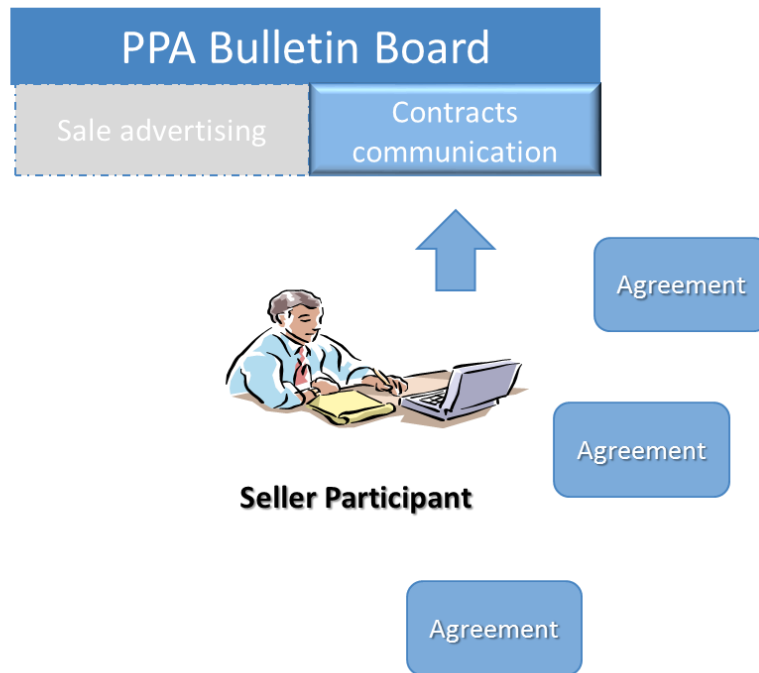 PPA Bulletin Board
Sale advertising
Contracts
communication
Agreement
Agreement
Seller Participant
Agreement